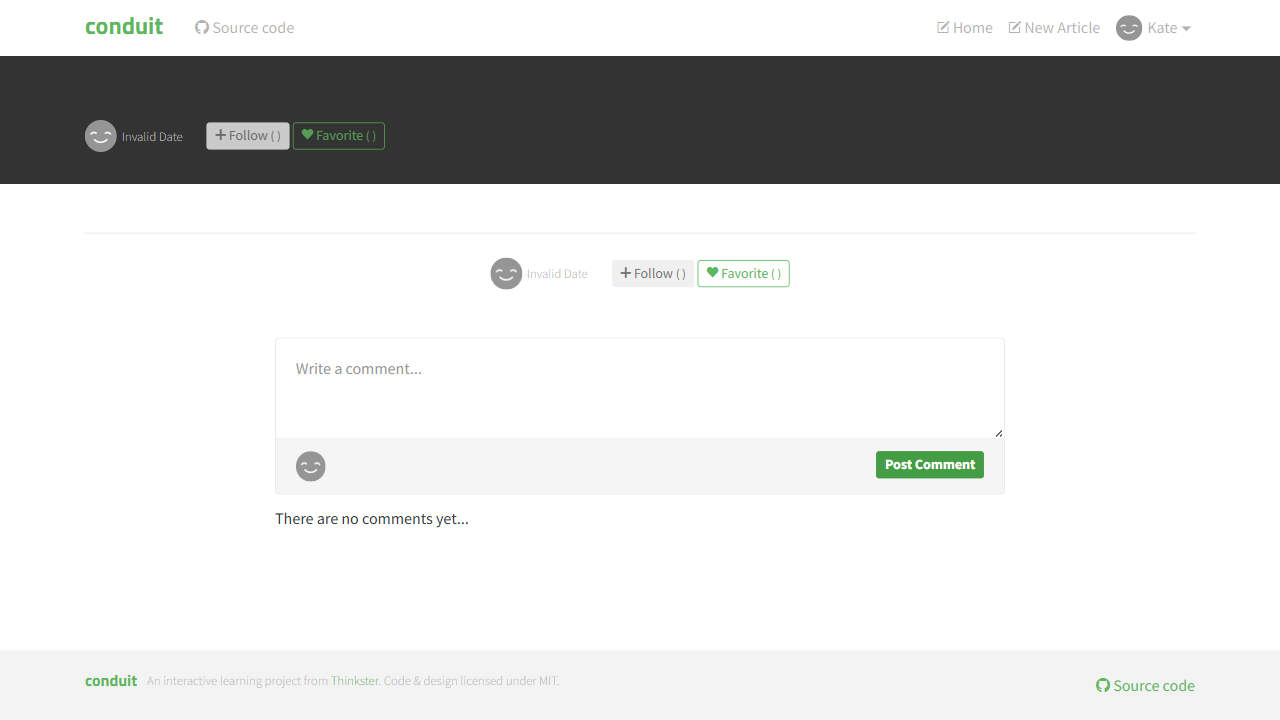 conduit Source code Home New Article Kate
Invalid Date Follow ( ) Favorite ( )
Invalid Date Follow ( ) Favorite ( )
Write a comment...
Post Comment
There are no comments yet...
conduit An interactive learning project from Thinkster. Code & design licensed under MIT.
Source code